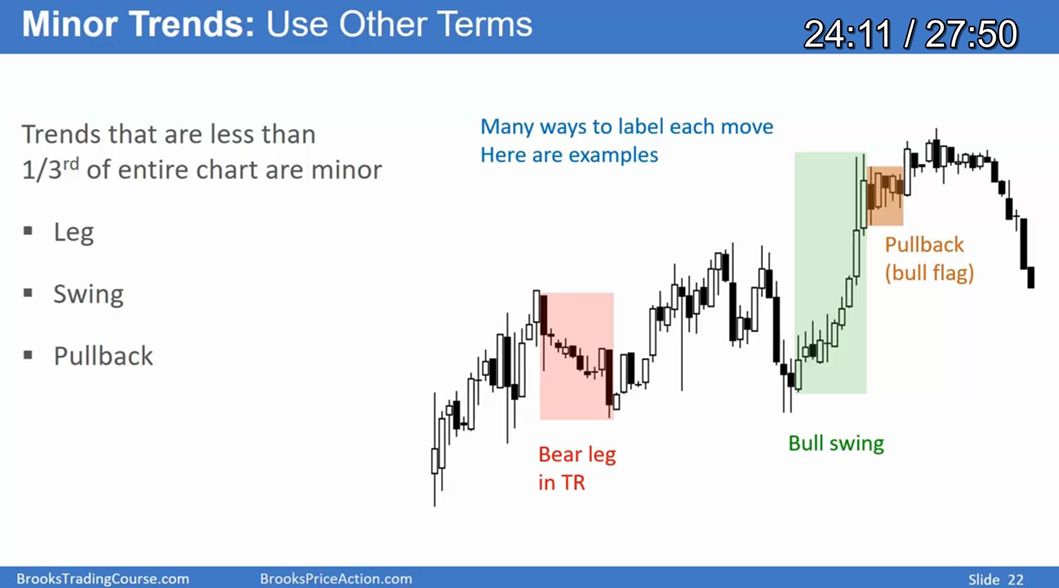 Minor Trends: Use Other Terms
24:11 / 27:50
Trends that are less than
1/3rd of entire chart are minor
▪ Leg
▪ Swing
▪ Pullback
Many ways to label each move
Here are examples
Pullback
(bull flag)
Bear leg
in TR
Bull swing
BrooksTradingCourse.com
BrooksPriceAction.com
Slide 22